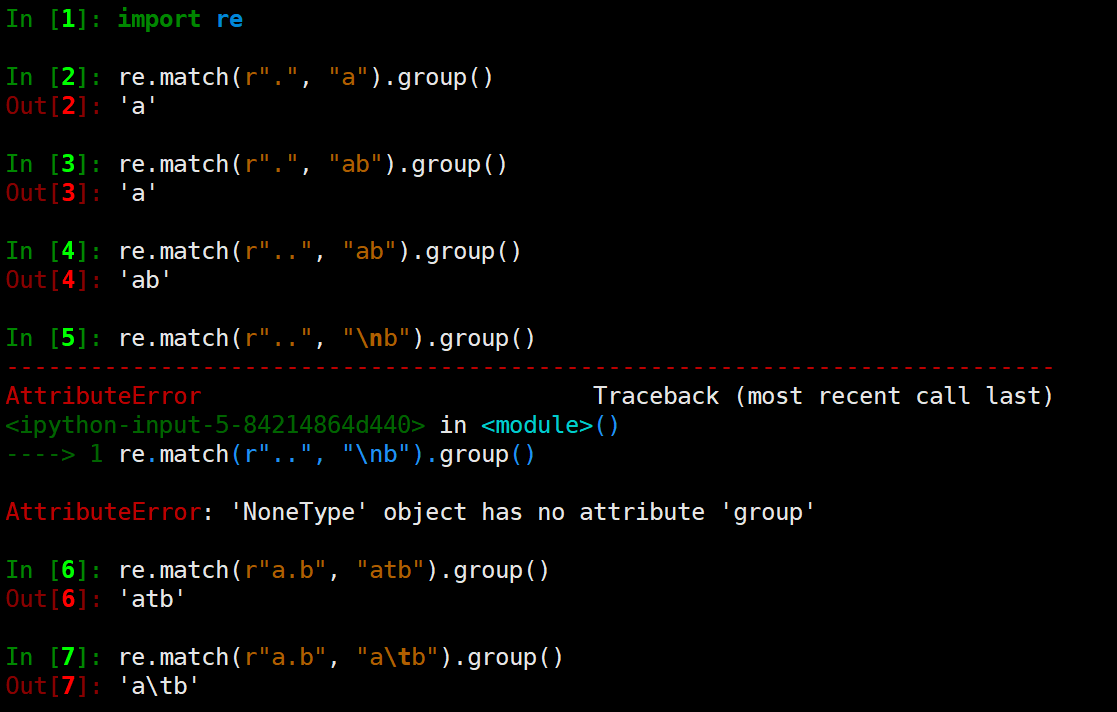 In [1]: import re
In [2]: re.match(r".", "a").group()
Out[2]: 'a'
In [3]: re.match(r".", "ab").group()
Out[3]: 'a'
In [4]: re.match(r"..", "ab").group()
Out[4]: 'ab'
In [5]: re.match(r"..", "\nb").group()
---------------------------------------------------------------------------
AttributeError                            Traceback (most recent call last)
<ipython-input-5-84214864d440> in <module>()
----> 1 re.match(r"..", "\nb").group()
AttributeError: 'NoneType' object has no attribute 'group'
In [6]: re.match(r"a.b", "atb").group()
Out[6]: 'atb'
In [7]: re.match(r"a.b", "a\tb").group()
Out[7]: 'a\tb'